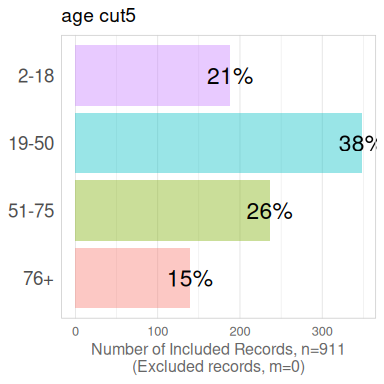 age cut5
2-18
21%
19-50
38%
51-75
26%
76+
15%
0 100 200 300
Number of Included Records, n=911
(Excluded records, m=0)